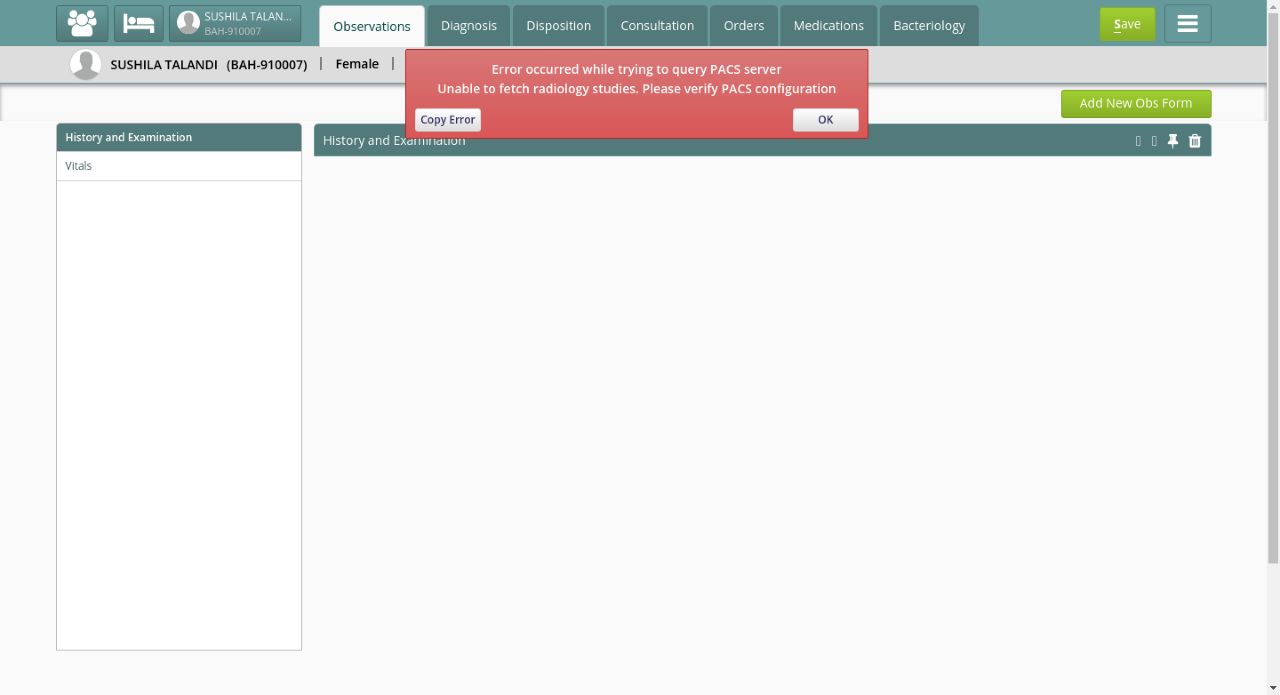 SUSHILA TALAN...
BAH-910007
Observations
Diagnosis
Disposition
Consultation
Orders
Medications
Bacteriology
Save
SUSHILA TALANDI (BAH-910007) | Female |
Error occurred while trying to query PACS server
Unable to fetch radiology studies. Please verify PACS configuration
Copy Error
OK
Add New Obs Form
History and Examination
Vitals
History and Examination